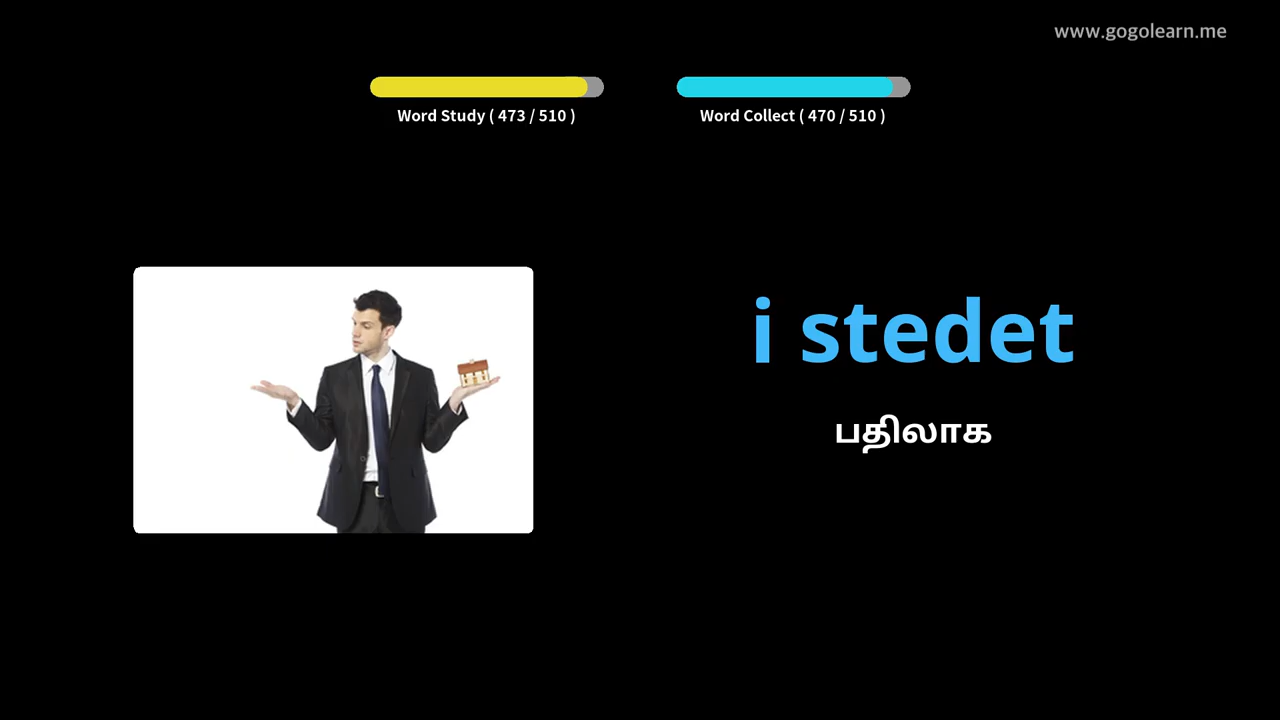 www.gogolearn.me
Word Study ( 473 / 510 )
Word Collect ( 470 / 510 )
i stedet
பதிலாக